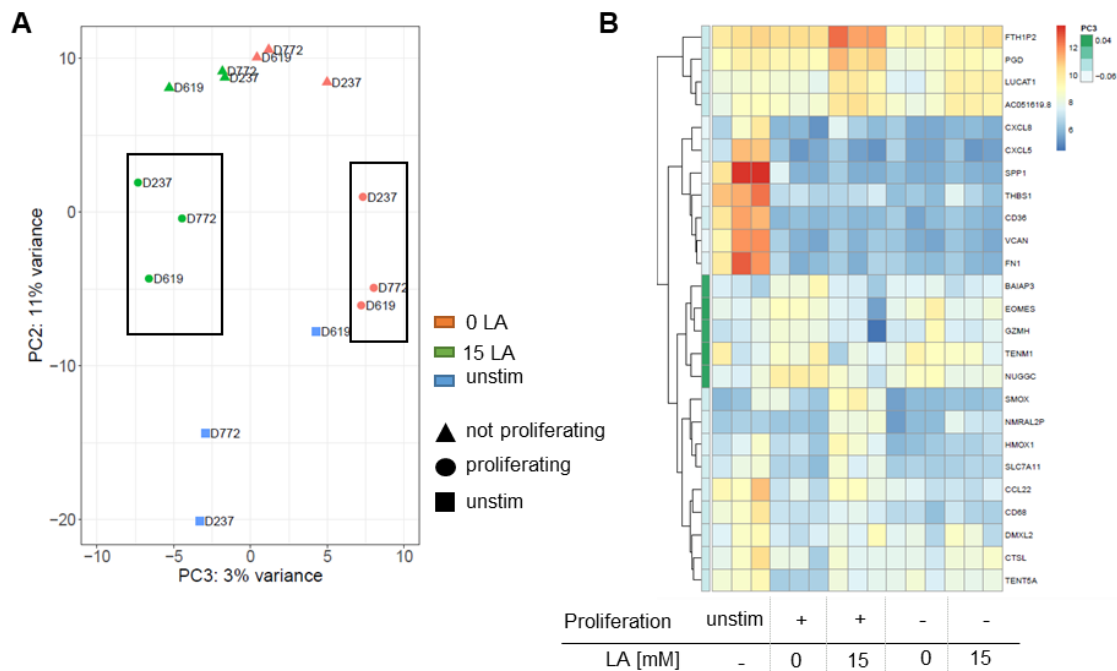 A
PC2: 11% variance
10
0
−10
−20
D772
D619
D772
D237
D619
D237
D237
D772
D619
D237
D772
D619
D619
D772
D237
−10
−5
0
5
10
PC3: 3% variance
0 LA
15 LA
unstim
not proliferating
proliferating
unstim
B
FTH1P2
PGD
LUCAT1
AC051619.8
CXCL8
CXCL5
SPP1
THBS1
CD36
VCAN
FN1
BAIAP3
EOMES
GZMH
TENM1
NUGGC
SMOX
NMRAL2P
HMOX1
SLC7A11
CCL22
CD68
DMXL2
CTSL
TENT5A
12
10
8
6
PC3
0.04
−0.06
Proliferation unstim + + - -
LA [mM] - 0 15 0 15